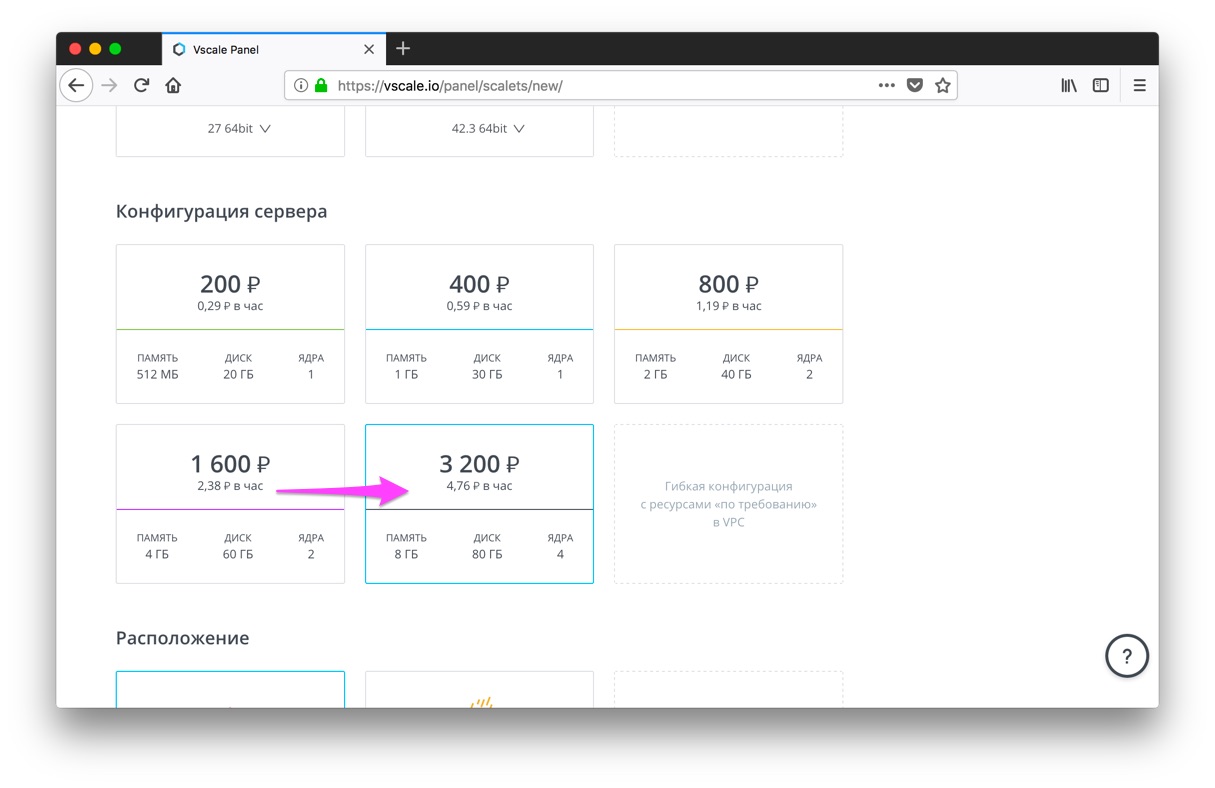 Vscale Panel
https://vscale.io/panel/scalets/new/
27 64bit
42.3 64bit
Конфигурация сервера
200 ₽
0,29 ₽ в час
ПАМЯТЬ ДИСК ЯДРА
512 МБ 20 ГБ 1
400 ₽
0,59 ₽ в час
ПАМЯТЬ ДИСК ЯДРА
1 ГБ 30 ГБ 1
800 ₽
1,19 ₽ в час
ПАМЯТЬ ДИСК ЯДРА
2 ГБ 40 ГБ 2
1 600 ₽
2,38 ₽ в час
ПАМЯТЬ ДИСК ЯДРА
4 ГБ 60 ГБ 2
3 200 ₽
4,76 ₽ в час
ПАМЯТЬ ДИСК ЯДРА
8 ГБ 80 ГБ 4
Гибкая конфигурация
с ресурсами «по требованию»
в VPC
Расположение
?